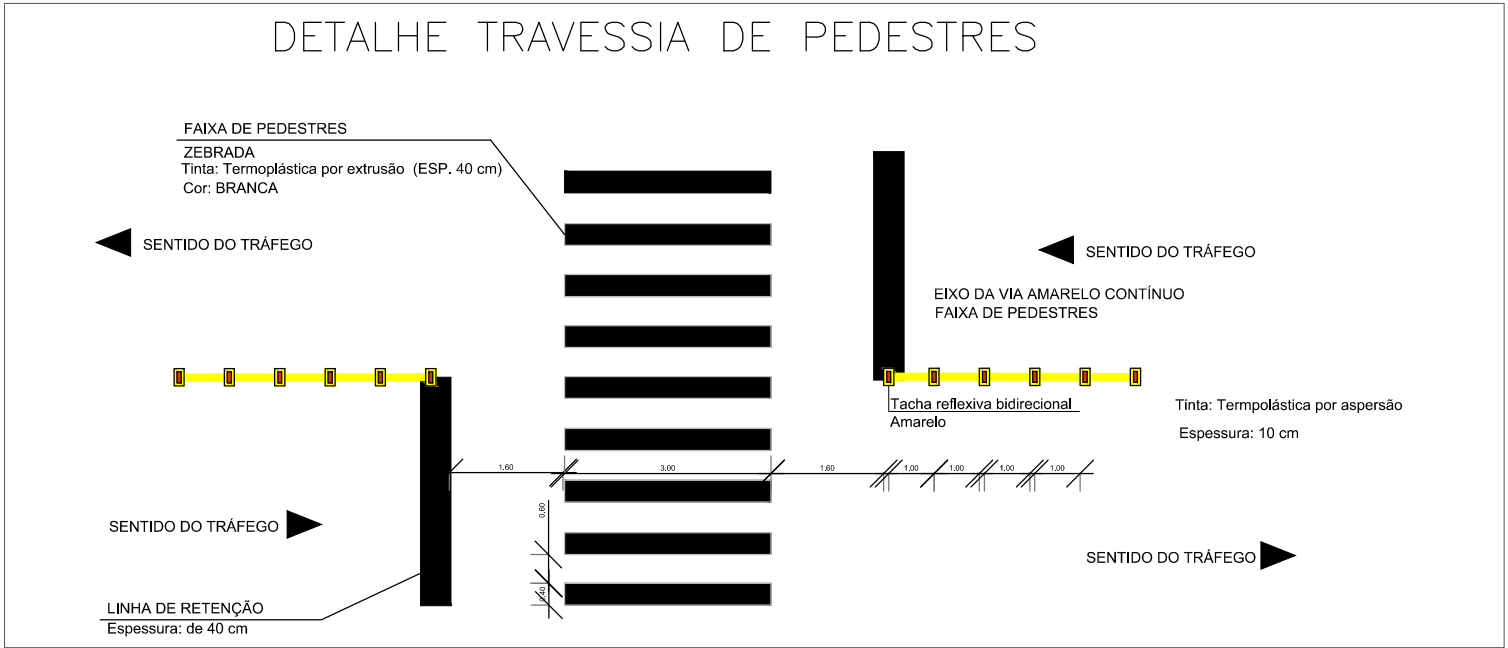 DETALHE TRAVESSIA DE PEDESTRES
FAIXA DE PEDESTRES
ZEBRADA
Tinta: Termoplástica por extrusão (ESP. 40 cm)
Cor: BRANCA
SENTIDO DO TRÁFEGO
SENTIDO DO TRÁFEGO
EIXO DA VIA AMARELO CONTÍNUO
FAIXA DE PEDESTRES
Tacha reflexiva bidirecional
Amarelo
Tinta: Termpolástica por aspersão
Espessura: 10 cm
1.60
3.00
1.60
1.00
1.00
1.00
1.00
0.60
0.40
SENTIDO DO TRÁFEGO
SENTIDO DO TRÁFEGO
LINHA DE RETENÇÃO
Espessura: de 40 cm